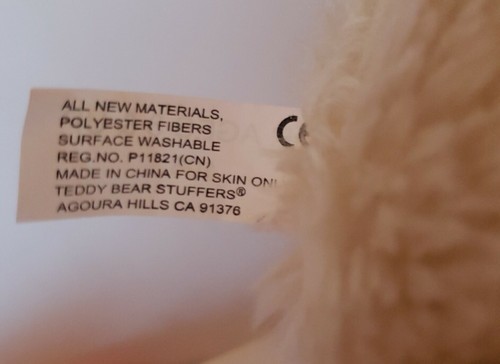 ALL NEW MATERIALS,
POLYESTER FIBERS
SURFACE WASHABLE
REG.NO. P11821(CN)
MADE IN CHINA FOR SKIN
TEDDY BEAR STUFFERS®
AGOURA HILLS CA 91376
CE